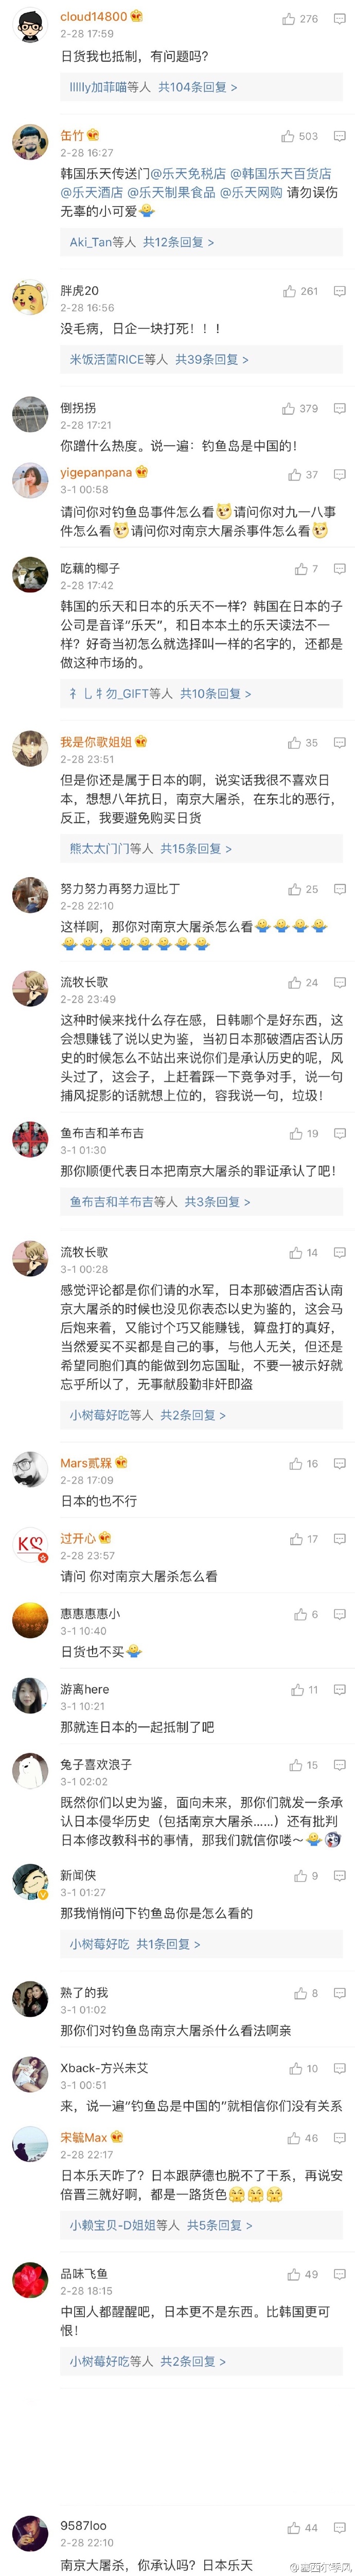 cloud14800
276
2-28 17:59
日货我也抵制，有问题吗？
llllly加菲喵等人 共104条回复 >
缶竹
503
2-28 16:27
韩国乐天传送门@乐天免税店 @韩国乐天百货店
@乐天酒店 @乐天制果食品 @乐天网购 请勿误伤
无辜的小可爱
Aki_Tan等人 共12条回复 >
胖虎20
261
2-28 16:56
没毛病，日企一块打死！！！
米饭活菌RICE等人 共39条回复 >
倒拐拐
379
2-28 17:21
你蹭什么热度。说一遍：钓鱼岛是中国的！
yigepanpana
37
3-1 00:58
请问你对钓鱼岛事件怎么看 请问你对九一八事
件怎么看 请问你对南京大屠杀事件怎么看
吃藕的椰子
7
2-28 17:42
韩国的乐天和日本的乐天不一样？韩国在日本的子
公司是音译“乐天”，和日本本土的乐天读法不一
样？好奇当初怎么就选择叫一样的名字的，还都是
做这种市场的。
礻乚牜勿_GIFT等人 共10条回复 >
我是你歌姐姐
35
2-28 23:51
但是你还是属于日本的啊，说实话我很不喜欢日
本，想想八年抗日，南京大屠杀，在东北的恶行，
反正，我要避免购买日货
熊太太门门等人 共15条回复 >
努力努力再努力逗比丁
25
2-28 22:10
这样啊，那你对南京大屠杀怎么看
流牧长歌
24
2-28 23:49
这种时候来找什么存在感，日韩哪个是好东西，这
会想赚钱了说以史为鉴，当初日本那破酒店否认历
史的时候怎么不站出来说你们是承认历史的呢，风
头过了，这会子，上赶着踩一下竞争对手，说一句
捕风捉影的话就想上位的，容我说一句，垃圾！
鱼布吉和羊布吉
19
3-1 01:30
那你顺便代表日本把南京大屠杀的罪证承认了吧！
鱼布吉和羊布吉等人 共3条回复 >
流牧长歌
14
3-1 00:28
感觉评论都是你们请的水军，日本那破酒店否认南
京大屠杀的时候也没见你表态以史为鉴的，这会马
后炮来着，又能讨个巧又能赚钱，算盘打的真好，
当然爱买不买都是自己的事，与他人无关，但还是
希望同胞们真的能做到勿忘国耻，不要一被示好就
忘乎所以了，无事献殷勤非奸即盗
小树莓好吃等人 共2条回复 >
Mars贰槑
16
2-28 17:09
日本的也不行
过开心
17
2-28 23:57
请问 你对南京大屠杀怎么看
惠惠惠惠小
6
3-1 10:40
日货也不买
游离here
11
3-1 10:21
那就连日本的一起抵制了吧
兔子喜欢浪子
15
3-1 02:02
既然你们以史为鉴，面向未来，那你们就发一条承
认日本侵华历史（包括南京大屠杀……）还有批判
日本修改教科书的事情，那我们就信你喽～
新闻侠
9
3-1 01:27
那我悄悄问下钓鱼岛你是怎么看的
小树莓好吃 共1条回复 >
熟了的我
8
3-1 01:02
那你们对钓鱼岛南京大屠杀什么看法啊亲
Xback-方兴未艾
10
3-1 00:51
来，说一遍“钓鱼岛是中国的”就相信你们没有关系
宋毓Max
46
2-28 22:17
日本乐天咋了？日本跟萨德也脱不了干系，再说安
倍晋三就好啊，都是一路货色
小赖宝贝-D姐姐等人 共5条回复 >
品味飞鱼
49
2-28 18:15
中国人都醒醒吧，日本更不是东西。比韩国更可
恨！
小树莓好吃等人 共2条回复 >
9587loo
44
2-28 22:10
南京大屠杀，你承认吗？日本乐天
@墨西尔季风